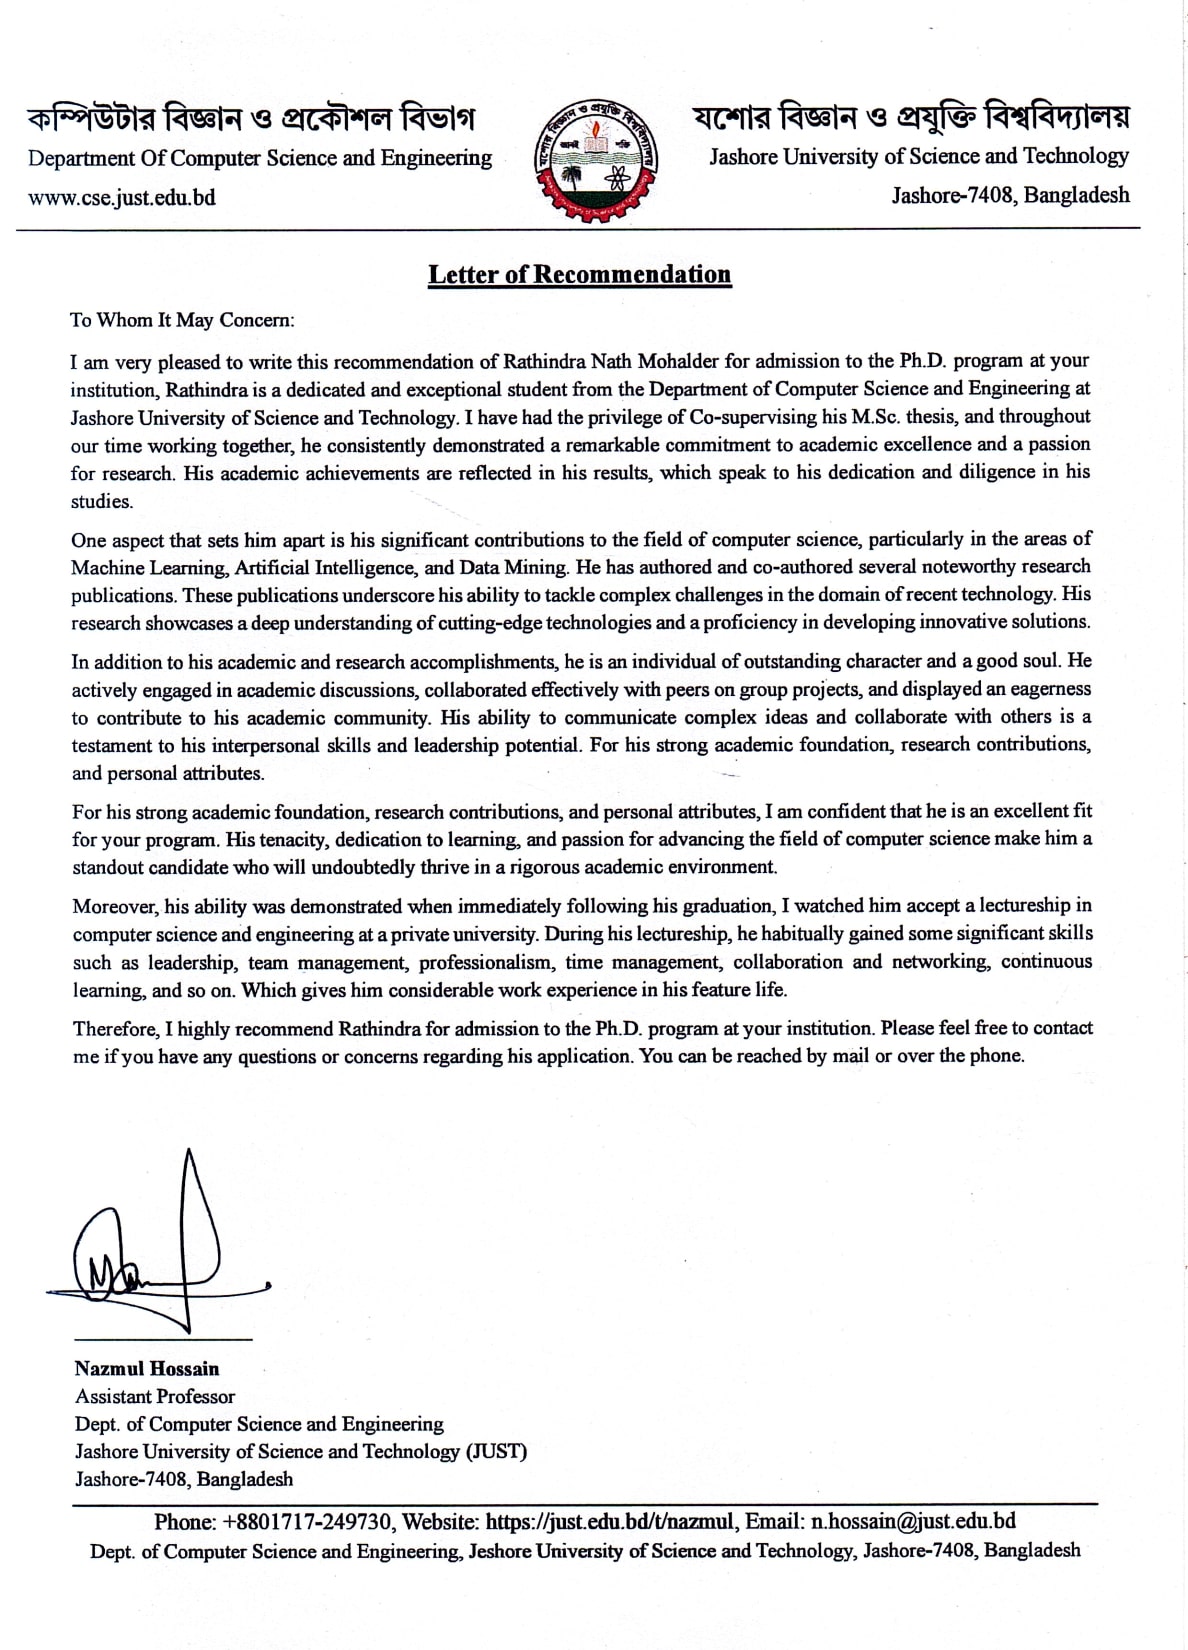 কম্পিউটার বিজ্ঞান ও প্রকৌশল বিভাগ
Department Of Computer Science and Engineering
www.cse.just.edu.bd
যশোর বিজ্ঞান ও প্রযুক্তি বিশ্ববিদ্যালয়
যশোর বিজ্ঞান ও প্রযুক্তি বিশ্ববিদ্যালয়
Jashore University of Science and Technology
Jashore-7408, Bangladesh
Letter of Recommendation
To Whom It May Concern:
I am very pleased to write this recommendation of Rathindra Nath Mohalder for admission to the Ph.D. program at your
institution, Rathindra is a dedicated and exceptional student from the Department of Computer Science and Engineering at
Jashore University of Science and Technology. I have had the privilege of Co-supervising his M.Sc. thesis, and throughout
our time working together, he consistently demonstrated a remarkable commitment to academic excellence and a passion
for research. His academic achievements are reflected in his results, which speak to his dedication and diligence in his
studies.
One aspect that sets him apart is his significant contributions to the field of computer science, particularly in the areas of
Machine Learning, Artificial Intelligence, and Data Mining. He has authored and co-authored several noteworthy research
publications. These publications underscore his ability to tackle complex challenges in the domain of recent technology. His
research showcases a deep understanding of cutting-edge technologies and a proficiency in developing innovative solutions.
In addition to his academic and research accomplishments, he is an individual of outstanding character and a good soul. He
actively engaged in academic discussions, collaborated effectively with peers on group projects, and displayed an eagerness
to contribute to his academic community. His ability to communicate complex ideas and collaborate with others is a
testament to his interpersonal skills and leadership potential. For his strong academic foundation, research contributions,
and personal attributes.
For his strong academic foundation, research contributions, and personal attributes, I am confident that he is an excellent fit
for your program. His tenacity, dedication to learning, and passion for advancing the field of computer science make him a
standout candidate who will undoubtedly thrive in a rigorous academic environment.
Moreover, his ability was demonstrated when immediately following his graduation, I watched him accept a lectureship in
computer science and engineering at a private university. During his lectureship, he habitually gained some significant skills
such as leadership, team management, professionalism, time management, collaboration and networking, continuous
learning, and so on. Which gives him considerable work experience in his feature life.
Therefore, I highly recommend Rathindra for admission to the Ph.D. program at your institution. Please feel free to contact
me if you have any questions or concerns regarding his application. You can be reached by mail or over the phone.
Nazmul Hossain
Assistant Professor
Dept. of Computer Science and Engineering
Jashore University of Science and Technology (JUST)
Jashore-7408, Bangladesh
Phone: +8801717-249730, Website: https://just.edu.bd/t/nazmul, Email: n.hossain@just.edu.bd
Dept. of Computer Science and Engineering, Jeshore University of Science and Technology, Jashore-7408, Bangladesh